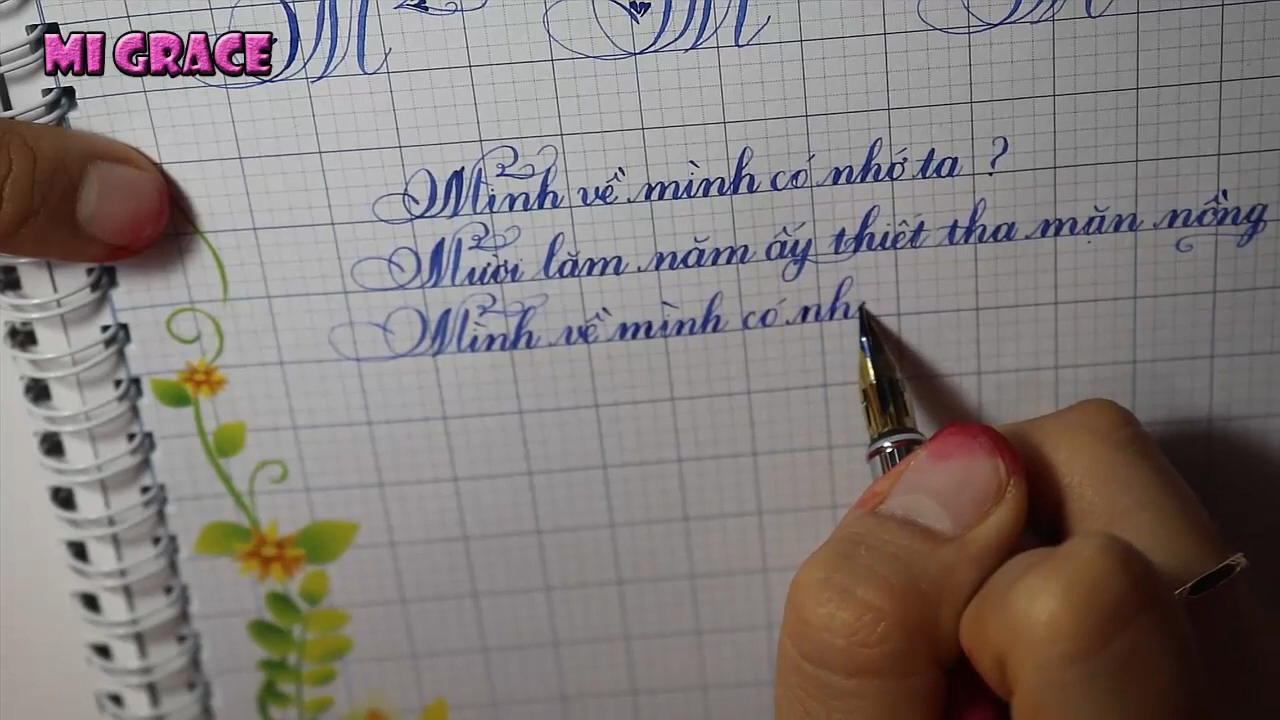 MI GRACE
M M M
Mình về mình có nhớ ta ?
Mười lăm năm ấy thiết tha mặn nồng
Mình về mình có nh